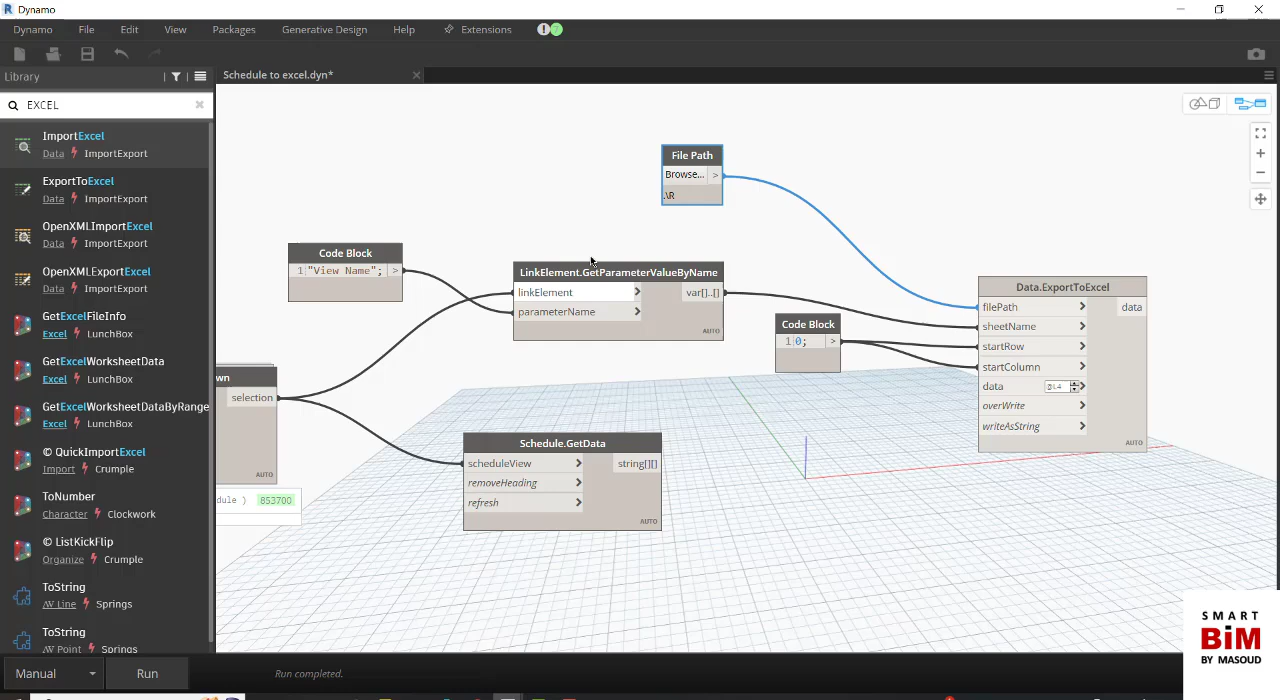 Dynamo
Dynamo File Edit View Packages Generative Design Help Extensions
Library
Schedule to excel.dyn*
EXCEL
ImportExcel
Data ImportExport
ExportToExcel
Data ImportExport
OpenXMLImportExcel
Data ImportExport
OpenXMLExportExcel
Data ImportExport
GetExcelFileInfo
Excel LunchBox
GetExcelWorksheetData
Excel LunchBox
GetExcelWorksheetDataByRange
Excel LunchBox
© QuickImportExcel
Import Crumple
ToNumber
Character Clockwork
© ListKickFlip
Organize Crumple
ToString
AV Line Springs
ToString
AV Point Springs
File Path
Browse... >
.\R
Code Block
1 "View Name"; >
LinkElement.GetParameterValueByName
linkElement > var[]..[]
parameterName >
AUTO
Code Block
1 0; >
Data.ExportToExcel
filePath > data
sheetName >
startRow >
startColumn >
data >
overWrite >
writeAsString >
AUTO
wn
selection
AUTO
dule ) 853700
Schedule.GetData
scheduleView > string[][]
removeHeading >
refresh >
AUTO
Manual Run Run completed.
SMART
BiM
BY MASOUD